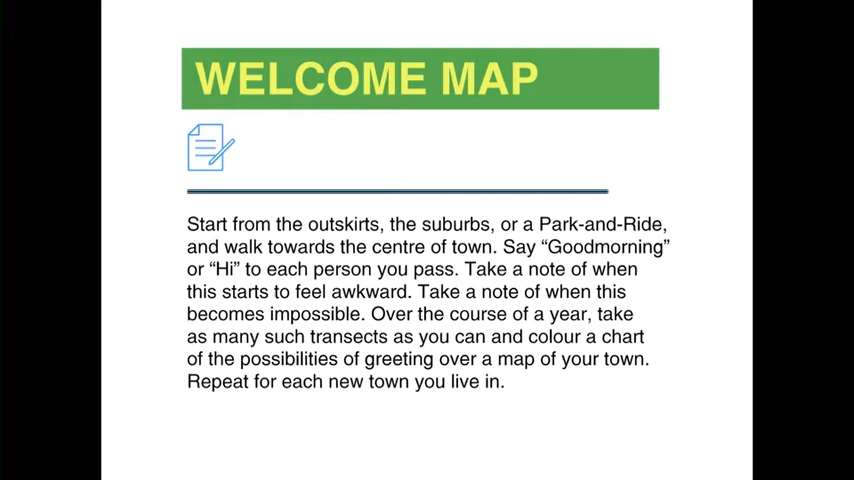 WELCOME MAP
Start from the outskirts, the suburbs, or a Park-and-Ride,
and walk towards the centre of town. Say “Goodmorning”
or “Hi” to each person you pass. Take a note of when
this starts to feel awkward. Take a note of when this
becomes impossible. Over the course of a year, take
as many such transects as you can and colour a chart
of the possibilities of greeting over a map of your town.
Repeat for each new town you live in.